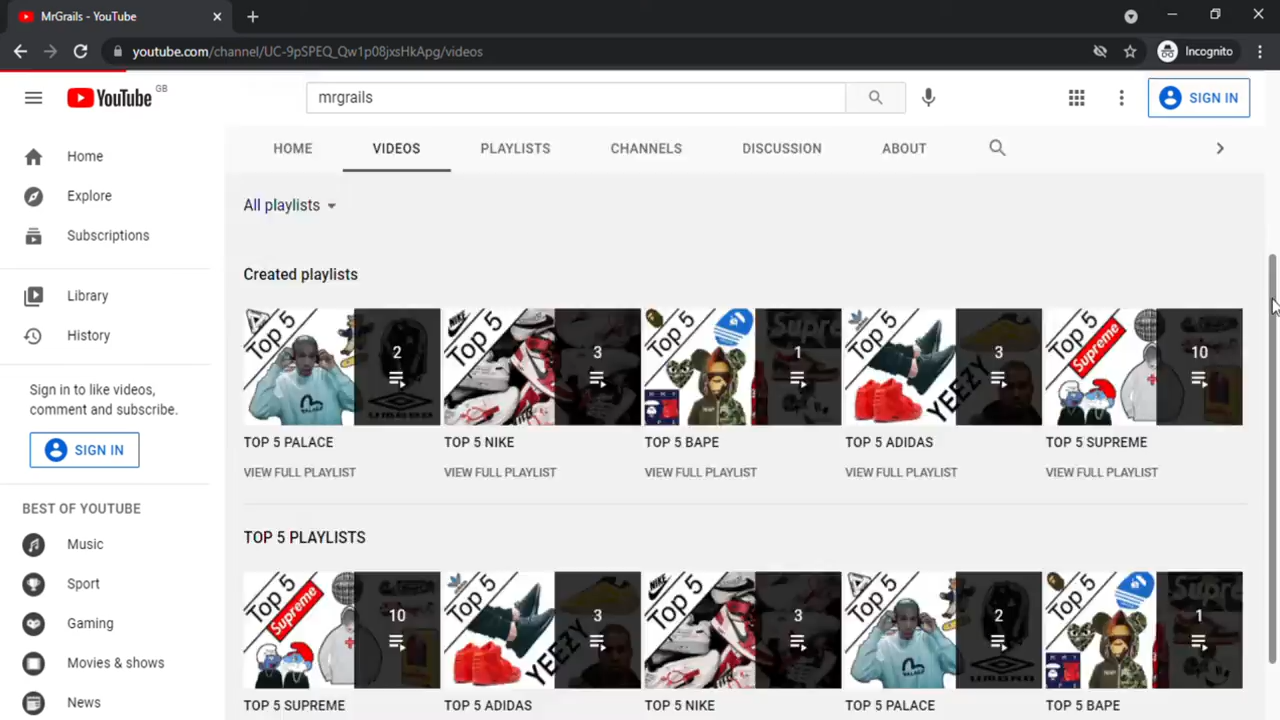 MrGrails - YouTube
youtube.com/channel/UC-9pSPEQ_Qw1p08jxsHkApg/videos
Incognito
YouTube GB
mrgrails
SIGN IN
HOME VIDEOS PLAYLISTS CHANNELS DISCUSSION ABOUT
Home
Explore
Subscriptions
Library
History
Sign in to like videos,
comment and subscribe.
SIGN IN
BEST OF YOUTUBE
Music
Sport
Gaming
Movies & shows
News
All playlists
Created playlists
Top 5 2
Top 5 3
Top 5 1
Top 5 YEEZY 3
Top 5 Supreme 10
TOP 5 PALACE TOP 5 NIKE TOP 5 BAPE TOP 5 ADIDAS TOP 5 SUPREME
VIEW FULL PLAYLIST VIEW FULL PLAYLIST VIEW FULL PLAYLIST VIEW FULL PLAYLIST VIEW FULL PLAYLIST
TOP 5 PLAYLISTS
Top 5 Supreme 10
Top 5 YEEZY 3
Top 5 3
Top 5 2
Top 5 1
TOP 5 SUPREME TOP 5 ADIDAS TOP 5 NIKE TOP 5 PALACE TOP 5 BAPE